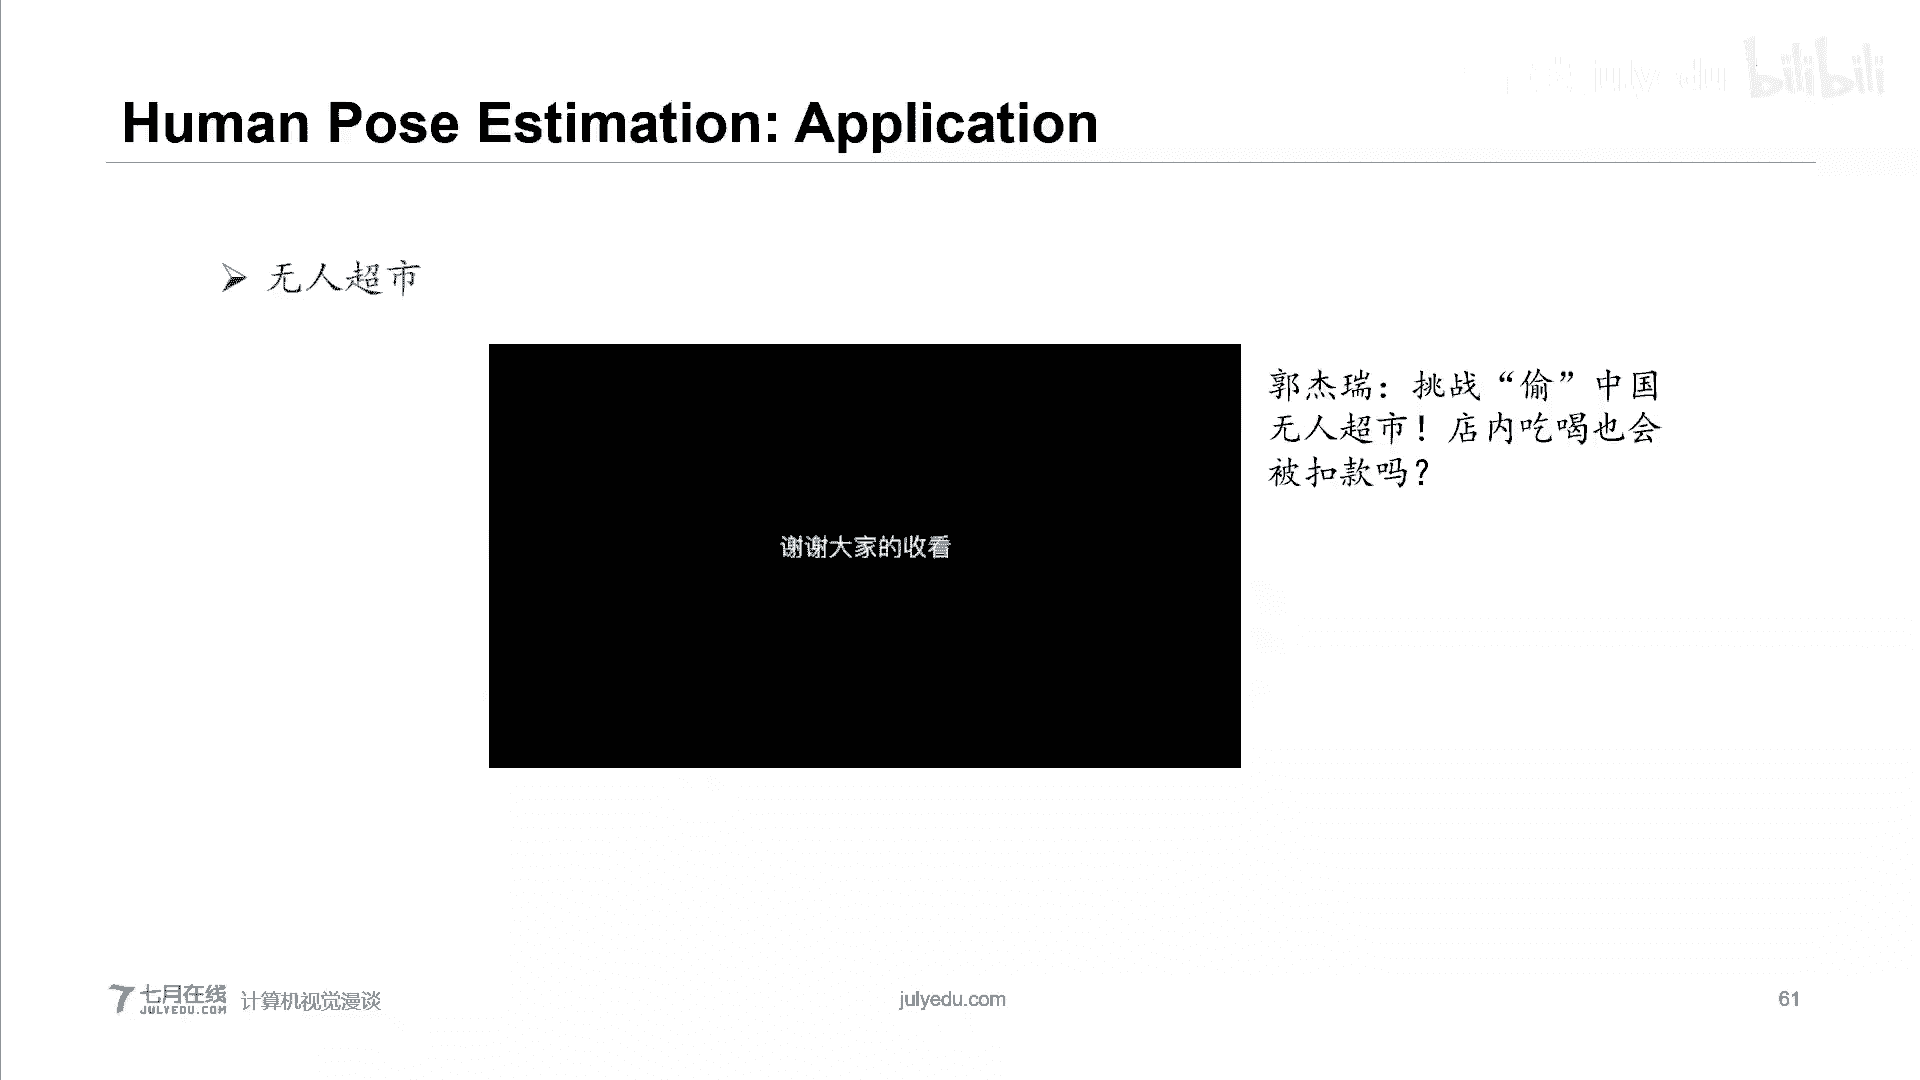 bilibili
Human Pose Estimation: Application
无人超市
郭杰瑞：挑战“偷”中国
无人超市！店内吃喝也会
被扣款吗？
谢谢大家的收看
七月在线
JULYEDU.COM
计算机视觉漫谈
julyedu.com
61